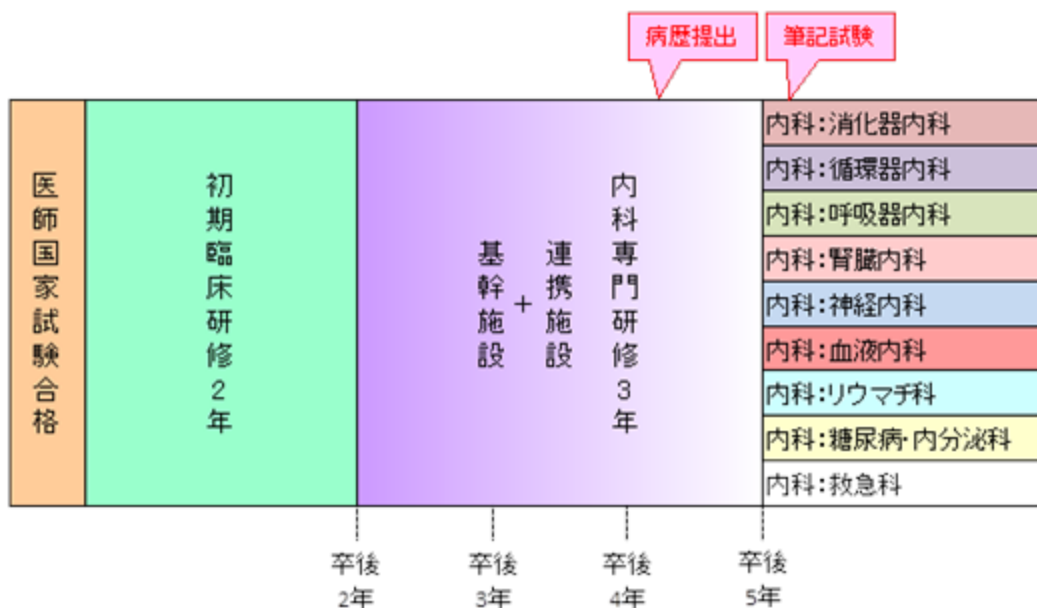 病歴提出
筆記試験
医師国家試験合格
初期臨床研修2年
基幹施設
+
連携施設
内科専門研修3年
内科:消化器内科
内科:循環器内科
内科:呼吸器内科
内科:腎臓内科
内科:神経内科
内科:血液内科
内科:リウマチ科
内科:糖尿病・内分泌科
内科:救急科
卒後
2年
卒後
3年
卒後
4年
卒後
5年